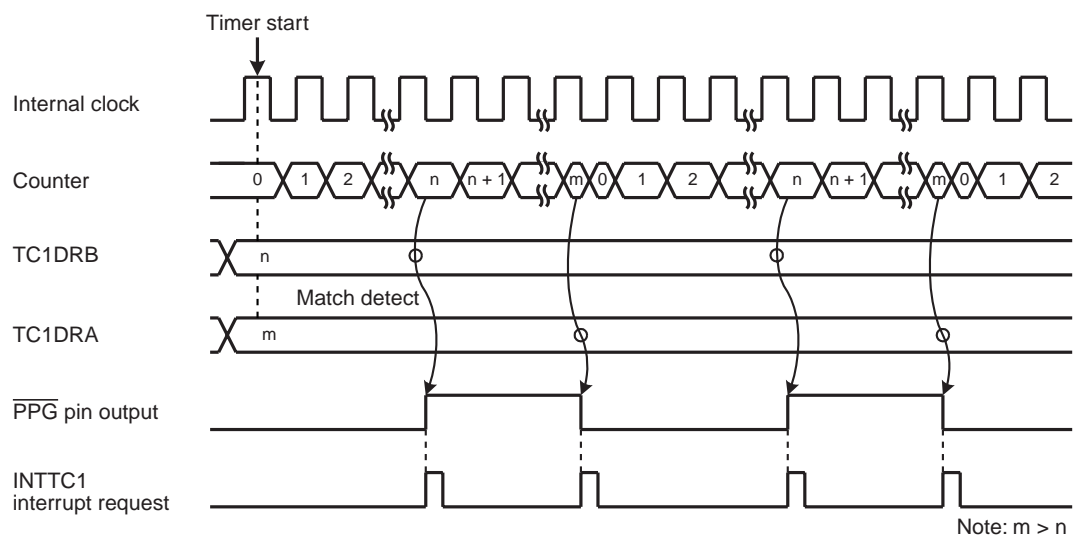 Timer start
Internal clock
Counter
0 1 2 n n + 1 m 0 1 2 n n + 1 m 0 1 2
TC1DRB
n
Match detect
TC1DRA
m
PPG pin output
INTTC1
interrupt request
Note: m > n